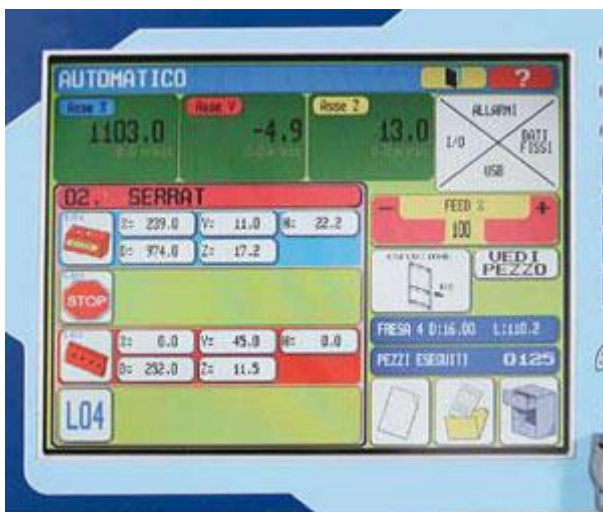 AUTOMATICO ?
Asse X Asse Y Asse Z
1103.0 -4.9 13.0
ALLARMI
I/O DATI FISSI
USB
02. SERRAT
X: 239.0 Y: 11.0 H: 22.2
974.0 Z: 17.2
- FEED % +
100
VEDI PEZZO
STOP
0.0 Y: 45.0 0.0
292.0 Z: 11.5
FRESA 4 D:16.00 L:110.2
PEZZI ESEGUITI 0125
L04